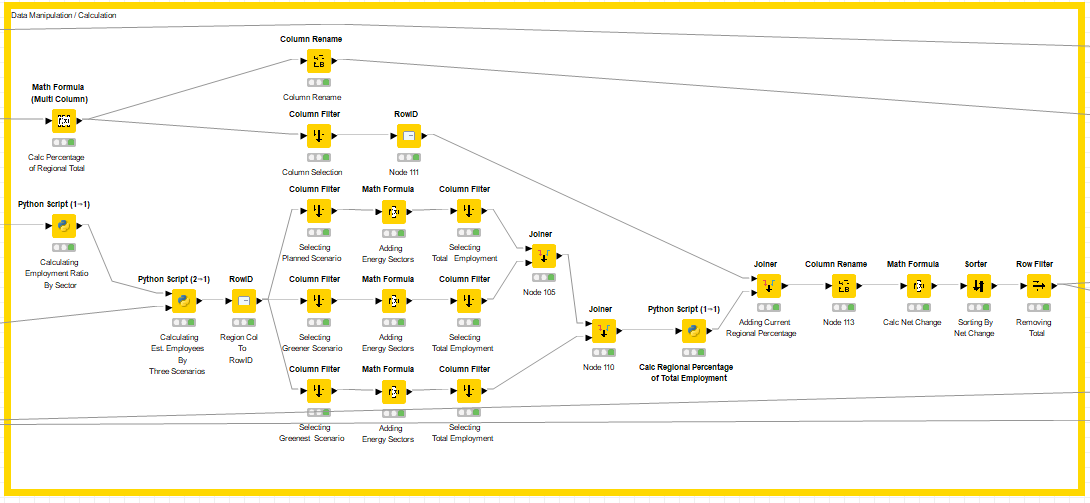 Data Manipulation / Calculation
Column Rename
Column Rename
Math Formula
(Multi Column)
Calc Percentage
of Regional Total
Column Filter
Column Selection
RowID
Node 111
Python Script (1→1)
Calculating
Employment Ratio
By Sector
Python Script (2→1)
Calculating
Est. Employees
By
Three Scenarios
RowID
Region Col
To
RowID
Column Filter
Selecting
Planned Scenario
Math Formula
Adding
Energy Sectors
Column Filter
Selecting
Total Employment
Column Filter
Selecting
Greener Scenario
Math Formula
Adding
Energy Sectors
Column Filter
Selecting
Total Employment
Column Filter
Selecting
Greenest Scenario
Math Formula
Adding
Energy Sectors
Column Filter
Selecting
Total Employment
Joiner
Node 105
Joiner
Node 110
Python Script (1→1)
Calc Regional Percentage
of Total Employment
Joiner
Adding Current
Regional Percentage
Column Rename
Node 113
Math Formula
Calc Net Change
Sorter
Sorting By
Net Change
Row Filter
Removing
Total